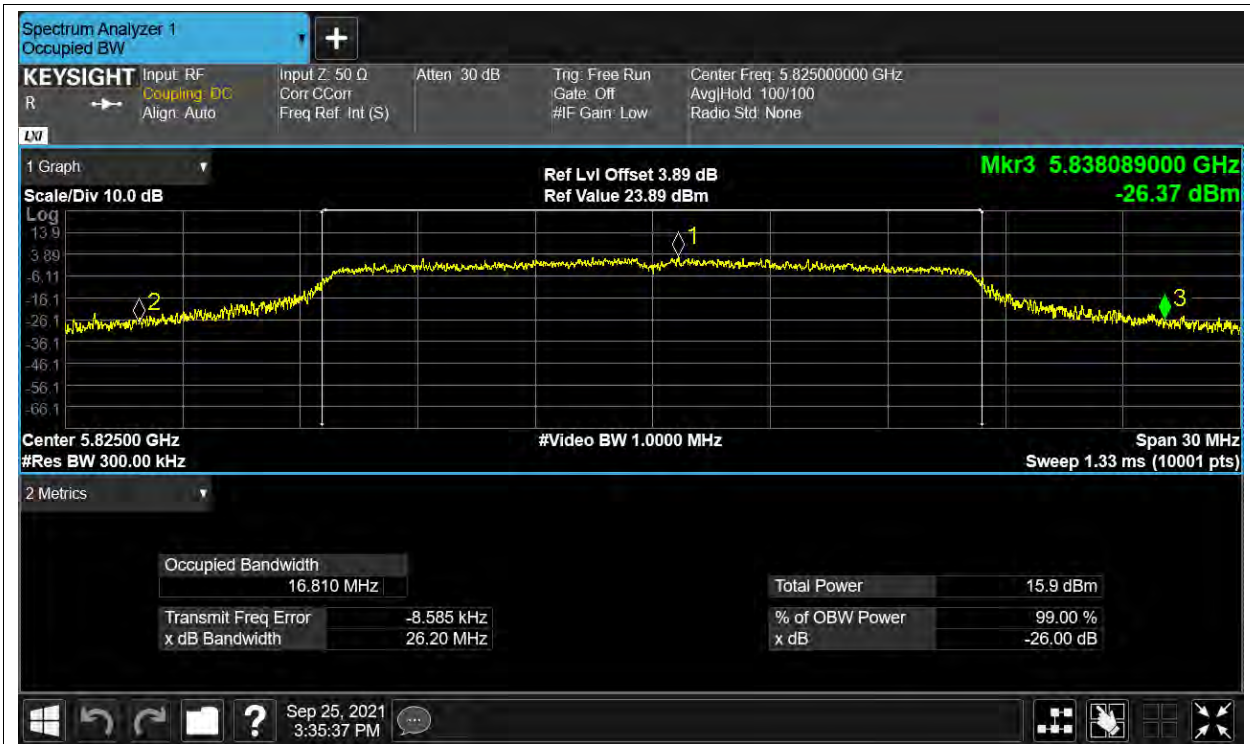 Spectrum Analyzer 1
Occupied BW
KEYSIGHT
R
LXI
Input: RF
Coupling: DC
Align: Auto
Input Z: 50 Ω
Corr CCorr
Freq Ref: Int (S)
Atten: 30 dB
Trig: Free Run
Gate: Off
#IF Gain: Low
Center Freq: 5.825000000 GHz
Avg|Hold: 100/100
Radio Std: None
1 Graph
Scale/Div 10.0 dB
Ref Lvl Offset 3.89 dB
Ref Value 23.89 dBm
Mkr3 5.838089000 GHz
-26.37 dBm
Log
13.9
3.89
-6.11
-16.1
-26.1
-36.1
-46.1
-56.1
-66.1
1
2
3
Center 5.82500 GHz
#Video BW 1.0000 MHz
Span 30 MHz
#Res BW 300.00 kHz
Sweep 1.33 ms (10001 pts)
2 Metrics
Occupied Bandwidth
16.810 MHz
Total Power 15.9 dBm
Transmit Freq Error -8.585 kHz
% of OBW Power 99.00 %
x dB Bandwidth 26.20 MHz
x dB -26.00 dB
?
Sep 25, 2021
3:35:37 PM